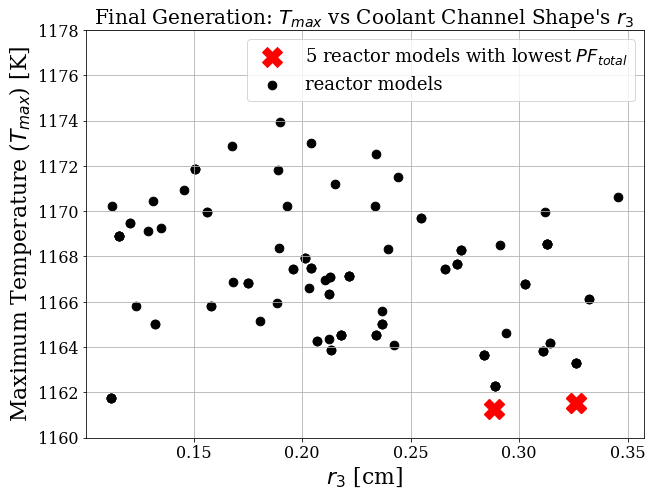 Final Generation: T_max vs Coolant Channel Shape's r_3
5 reactor models with lowest PF_total
reactor models
Maximum Temperature (T_max) [K]
1178
1176
1174
1172
1170
1168
1166
1164
1162
1160
0.15 0.20 0.25 0.30 0.35
r_3 [cm]